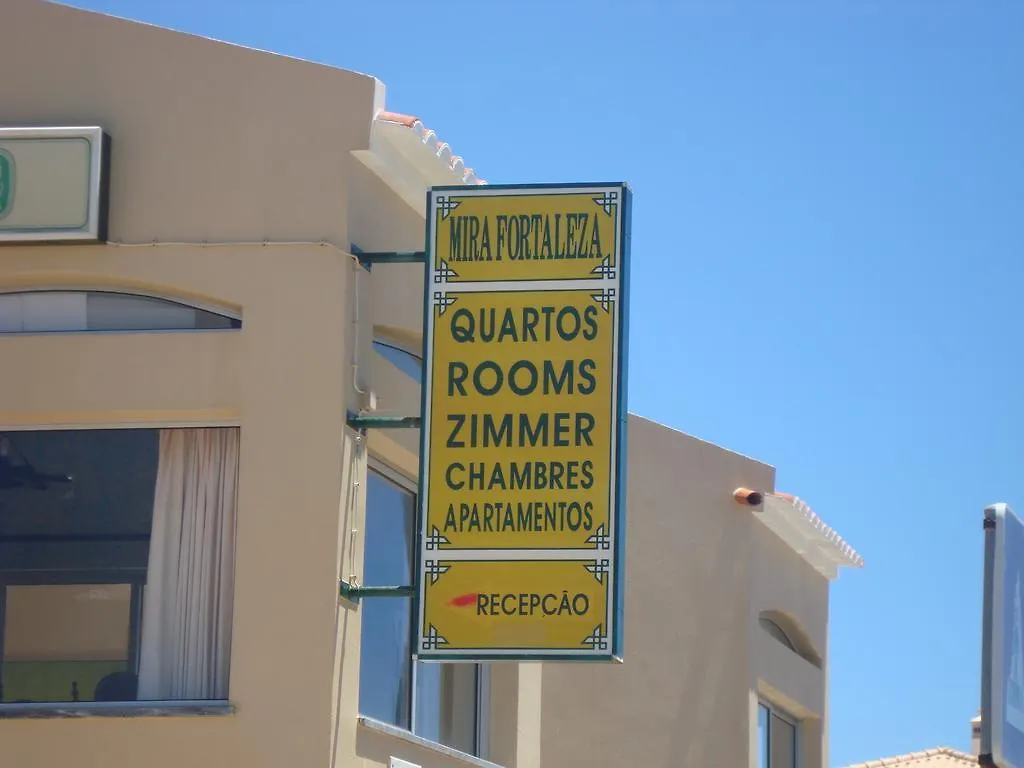 MIRA FORTALEZA
QUARTOS
ROOMS
ZIMMER
CHAMBRES
APARTAMENTOS
RECEPCÃO